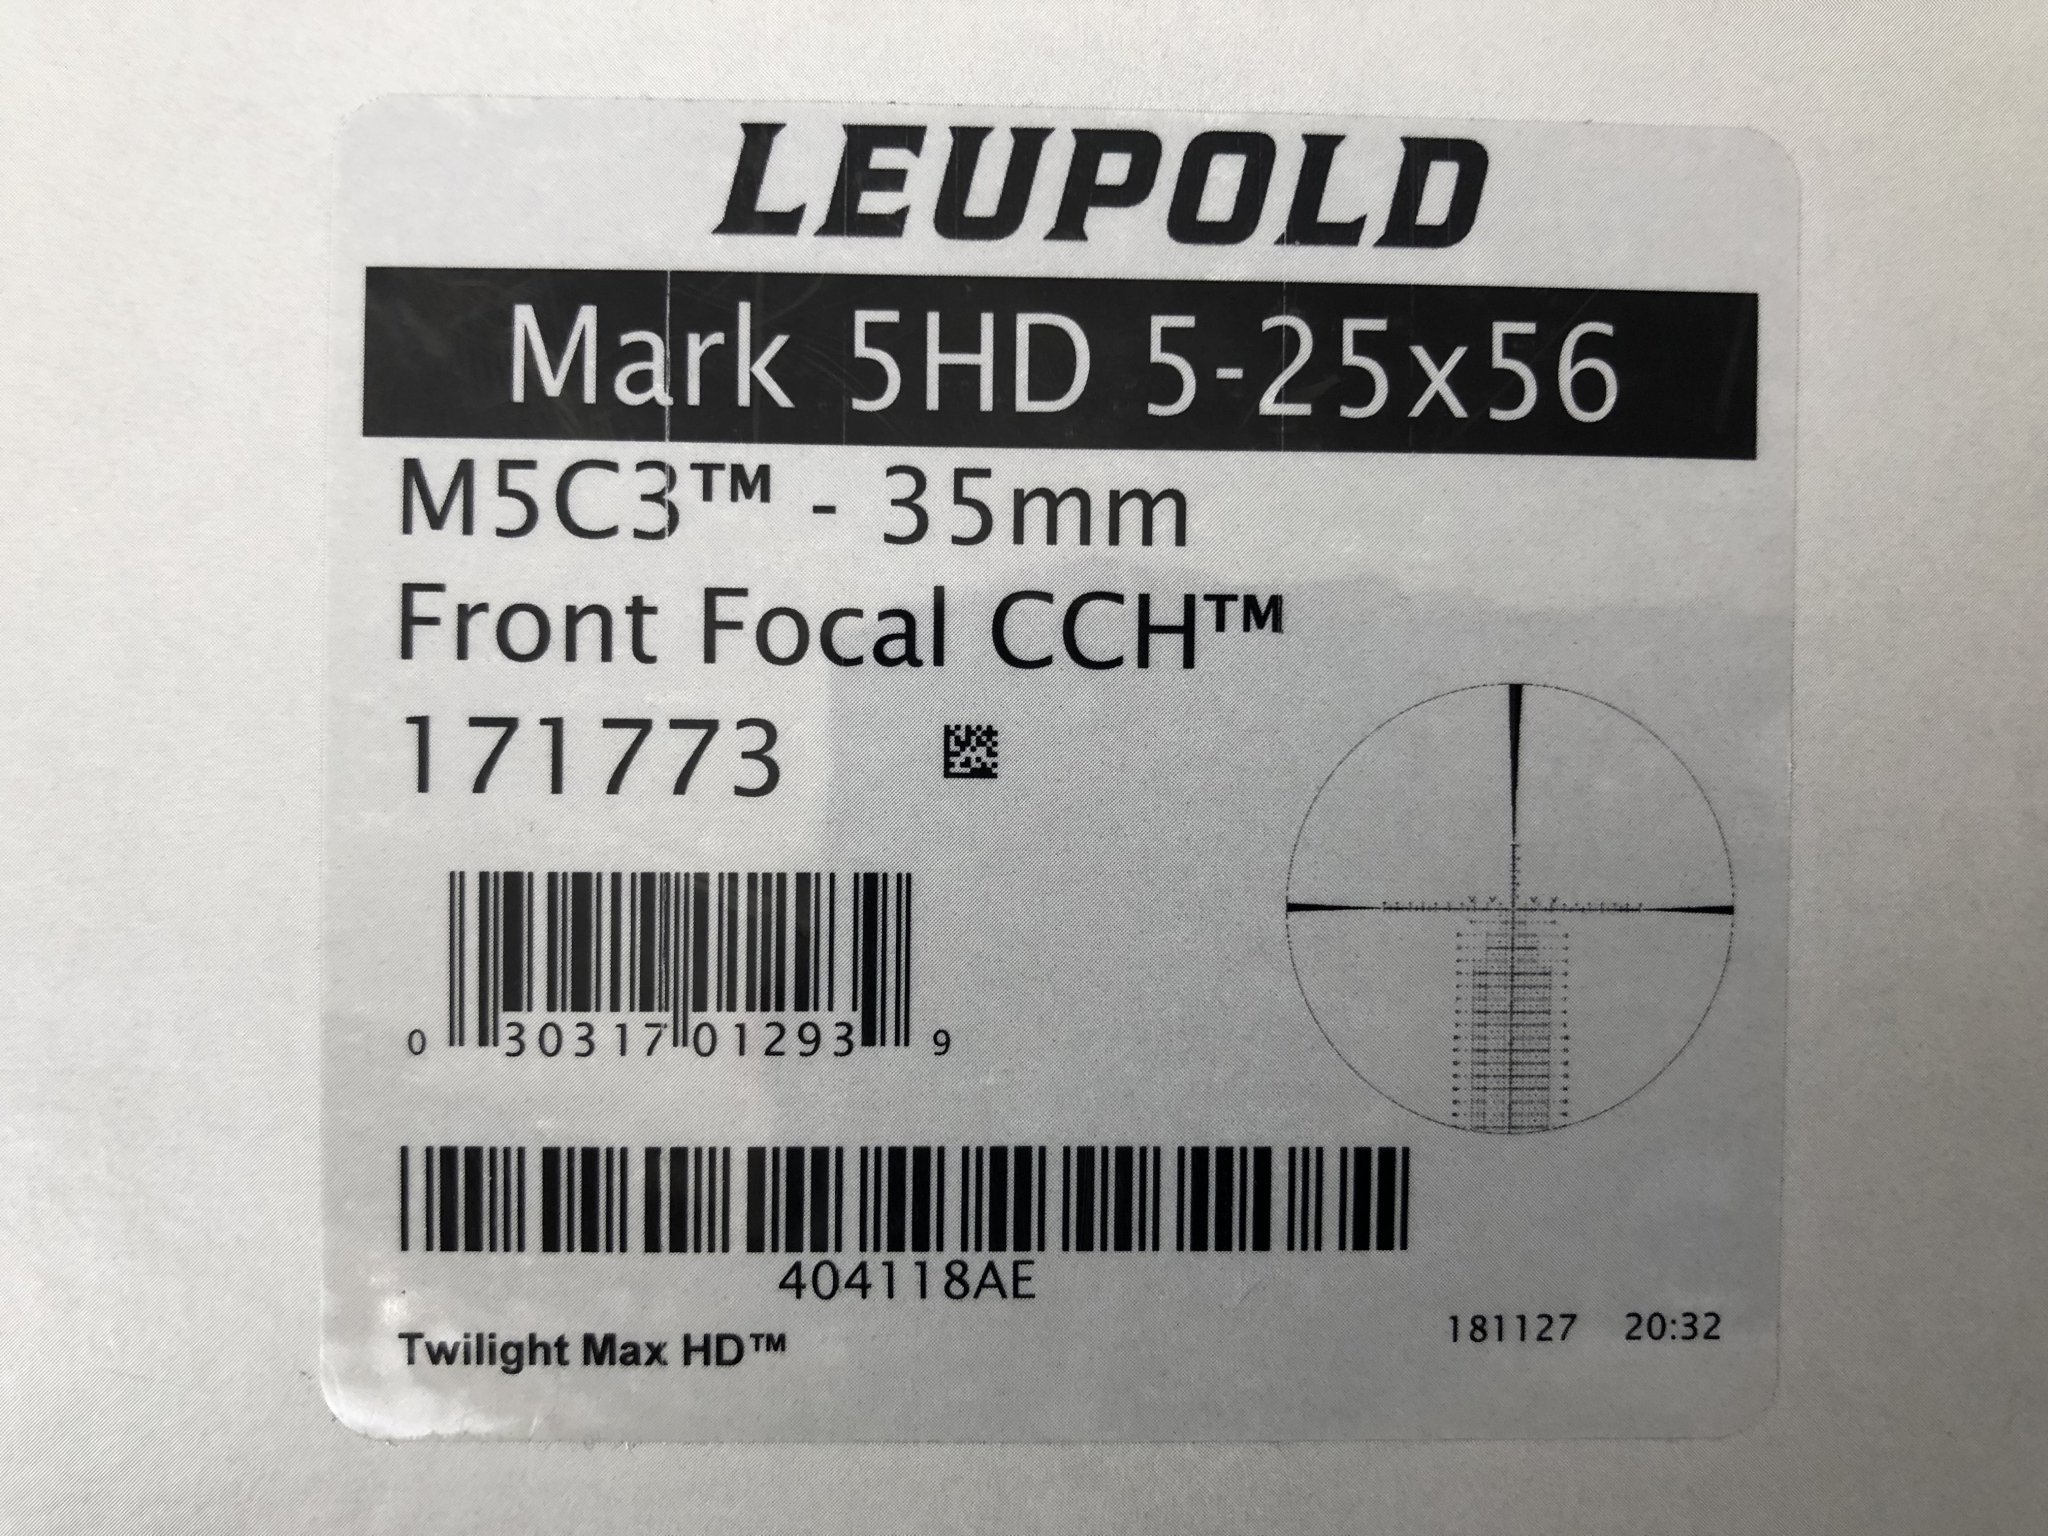 LEUPOLD
Mark 5HD 5-25x56
M5C3™ - 35mm
Front Focal CCH™
171773
0 30317 01293 9
404118AE
181127 20:32
Twilight Max HD™